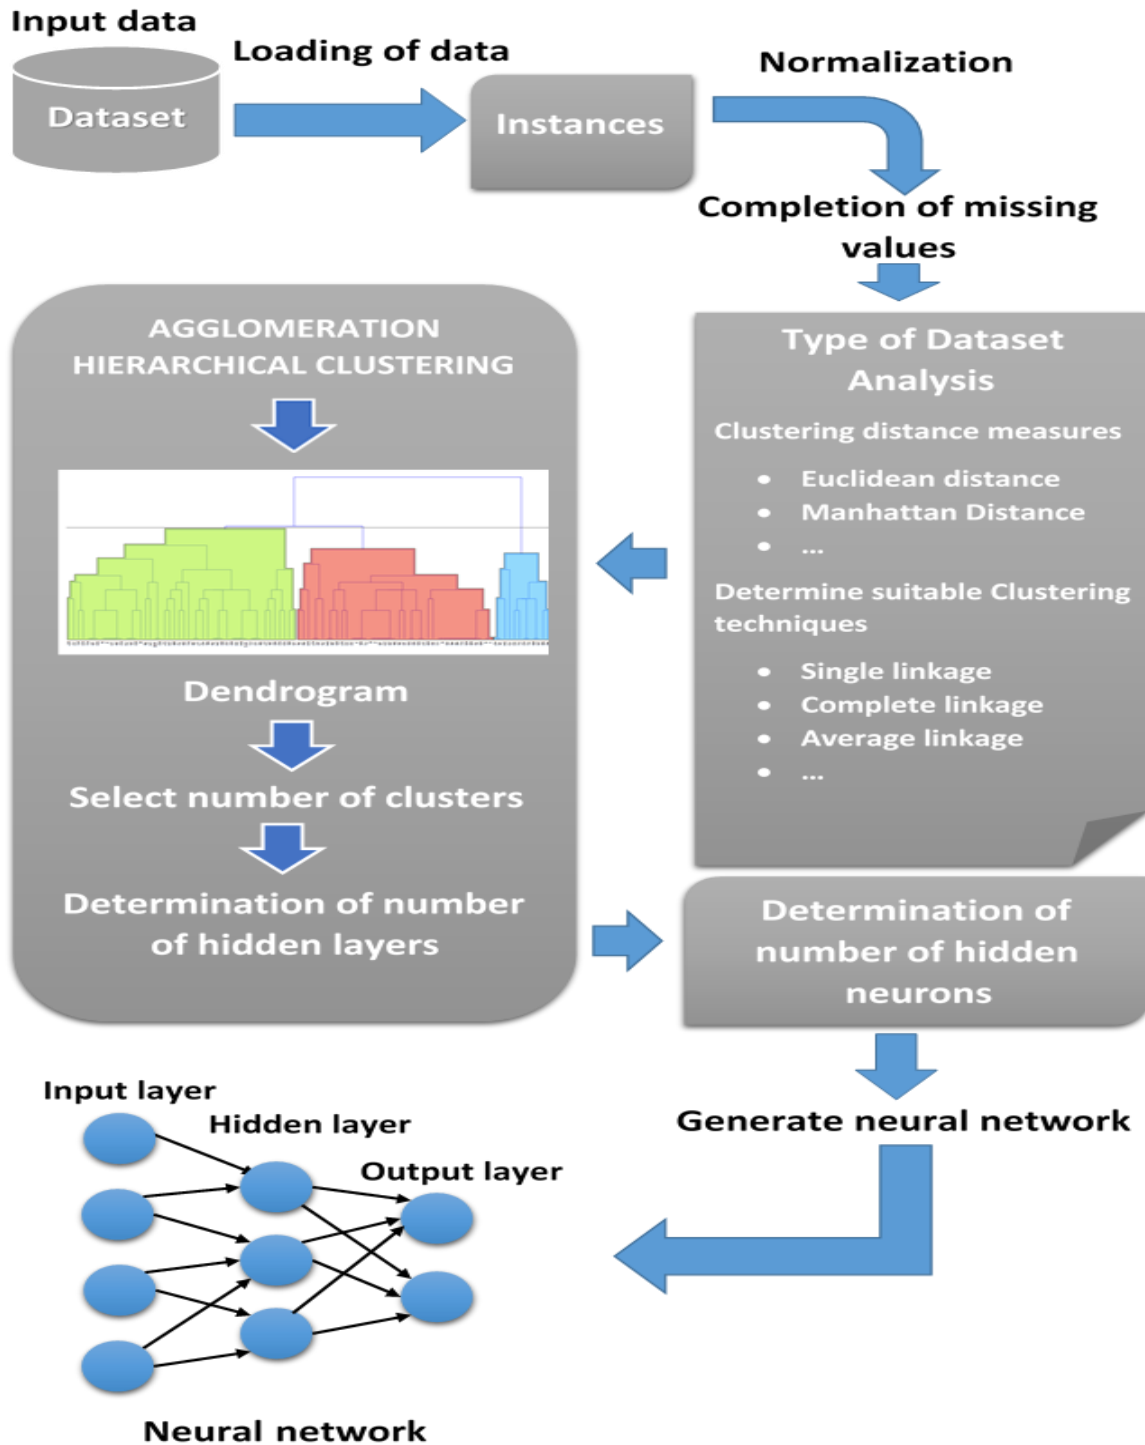 Input data
Loading of data
Normalization
Dataset
Instances
Completion of missing
values
Type of Dataset
Analysis
Clustering distance measures
• Euclidean distance
• Manhattan Distance
• ...
Determine suitable Clustering
techniques
• Single linkage
• Complete linkage
• Average linkage
• ...
AGGLOMERATION
HIERARCHICAL CLUSTERING
Dendrogram
Select number of clusters
Determination of number
of hidden layers
Determination of
number of hidden
neurons
Generate neural network
Input layer
Hidden layer
Output layer
Neural network